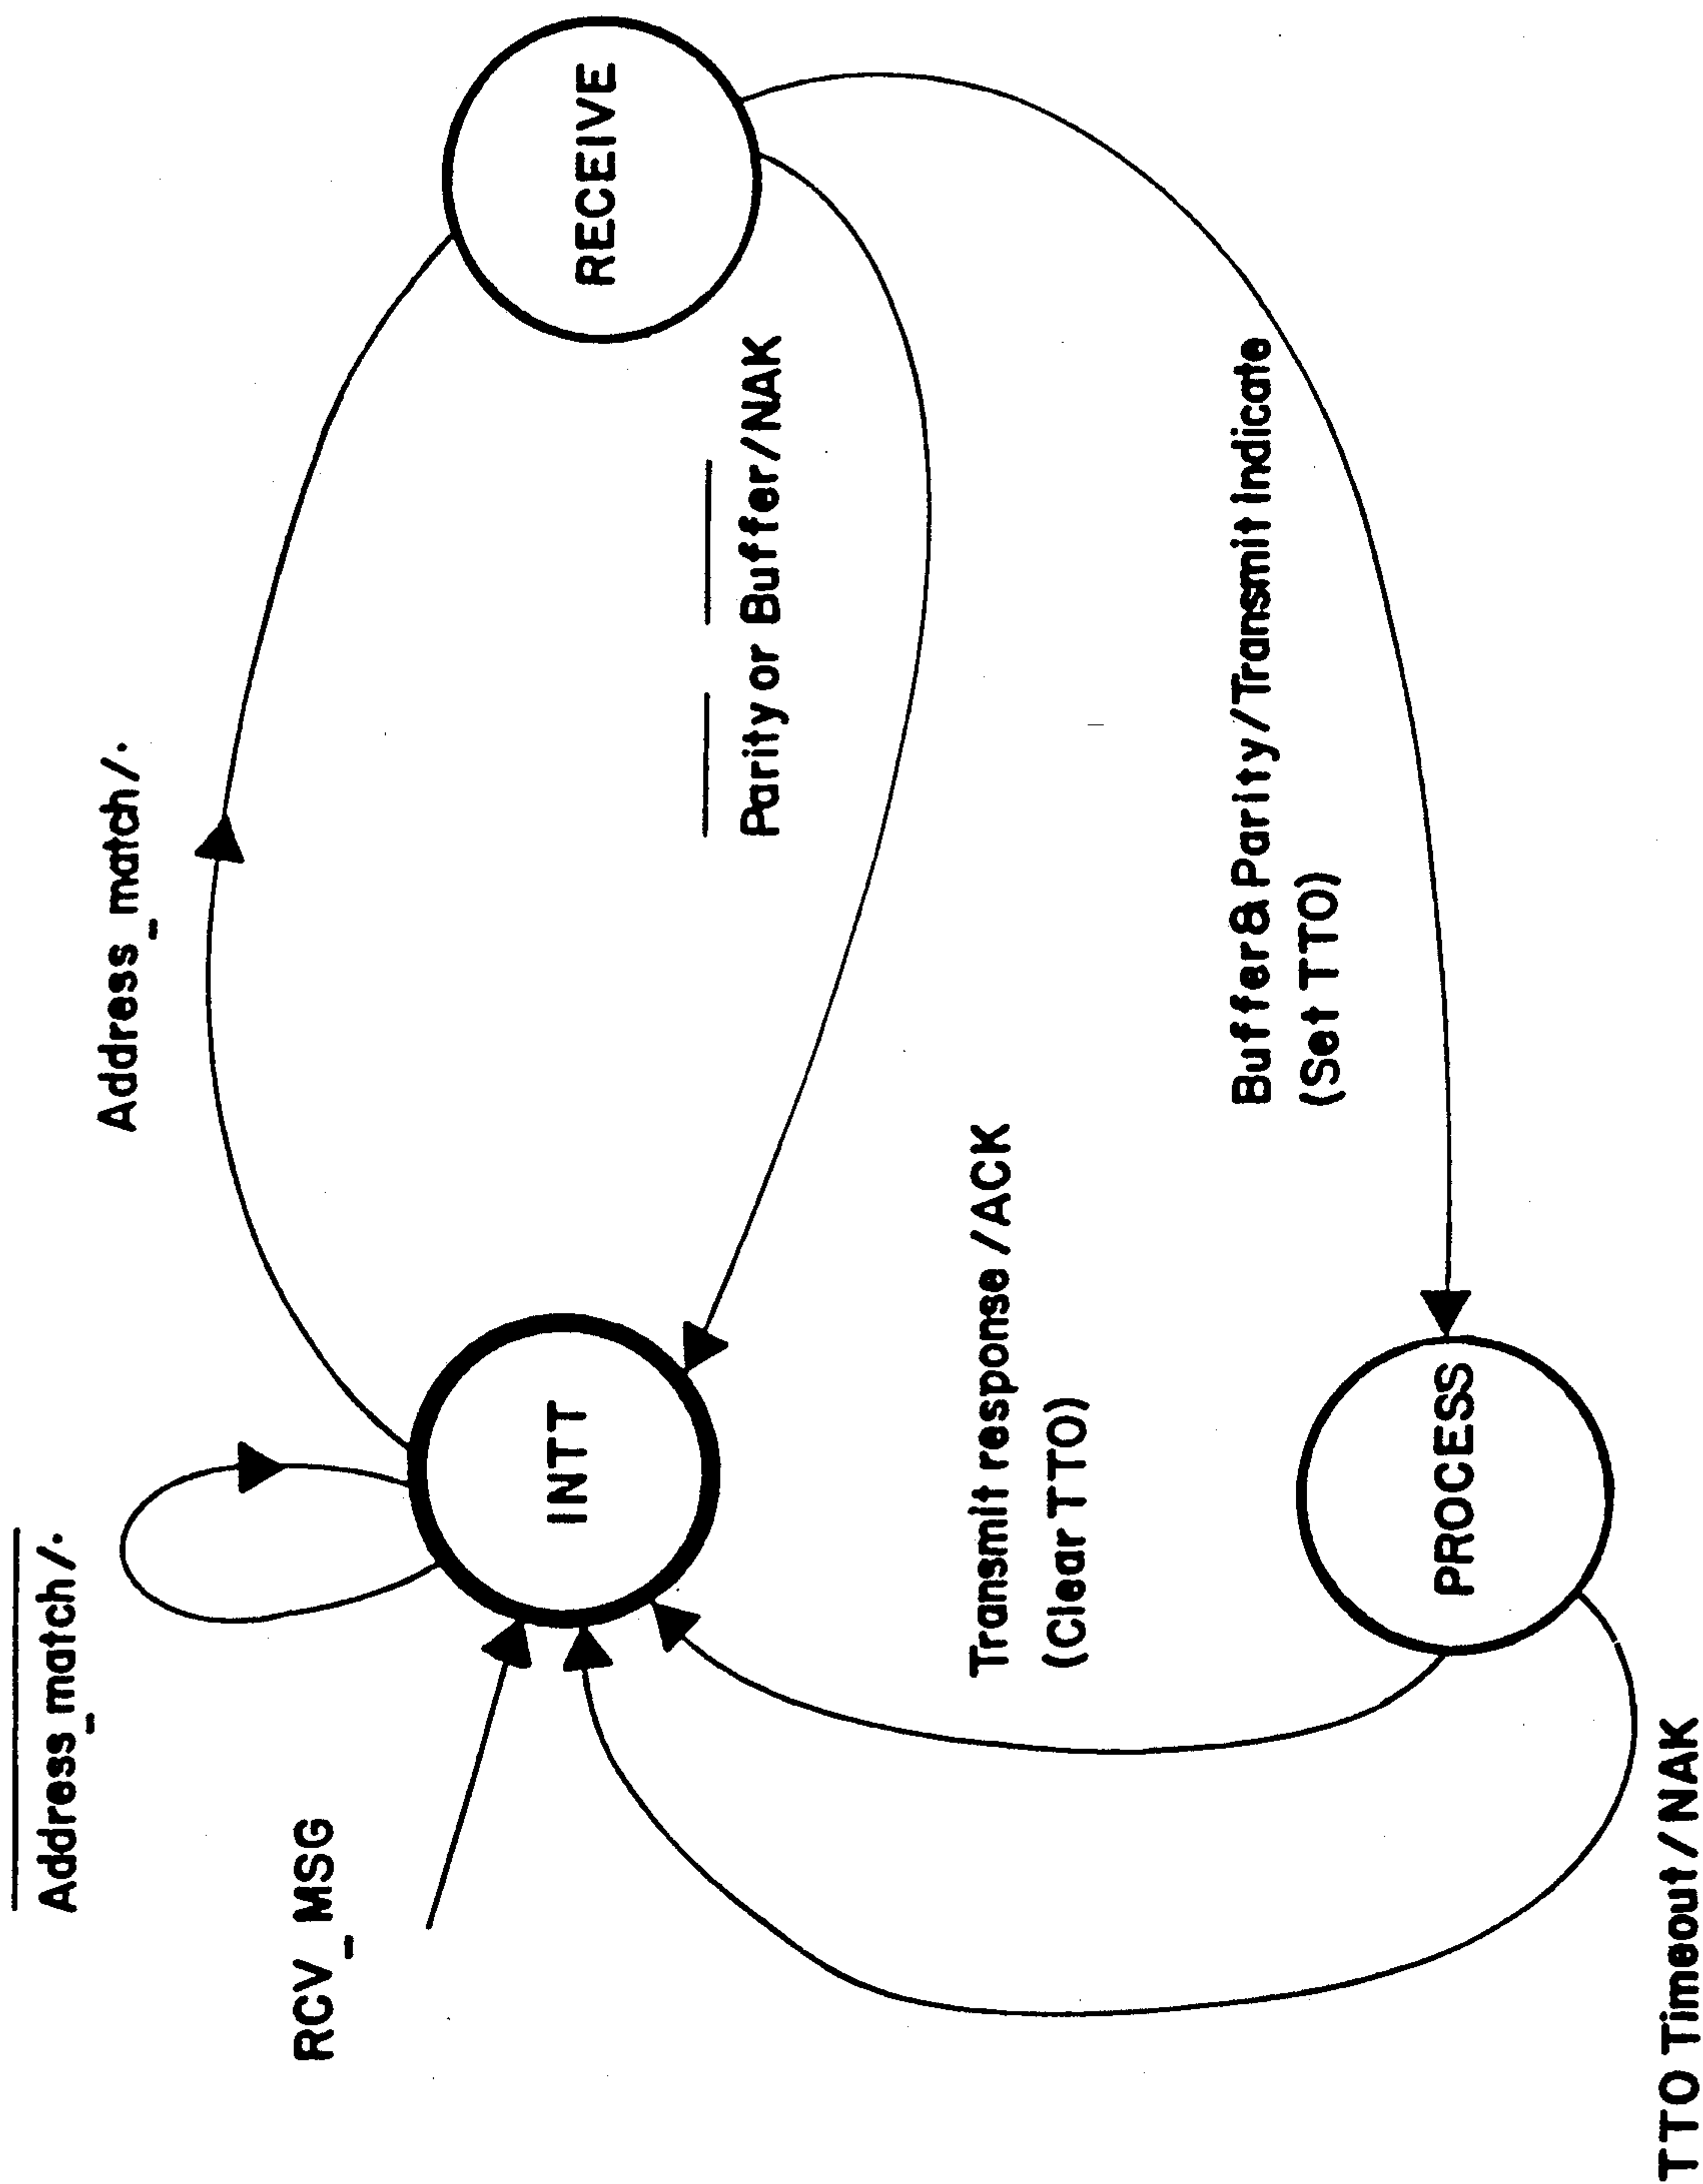 Address_match/·
Address_match/·
RCV_MSG
INTT
RECEIVE
Parity or Buffer/NAK
Transmit response /ACK
(Clear TTO)
Buffer & Parity/Transmit Indicate
(Set TTO)
PROCESS
TTO Timeout/NAK